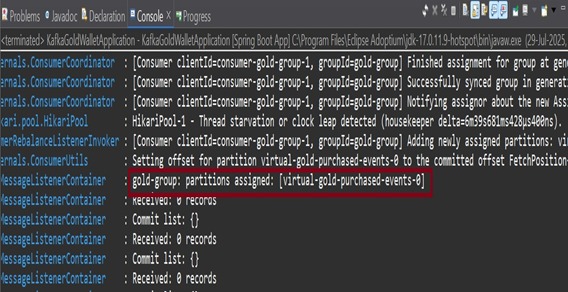 Problems Javadoc Declaration Console Progress
<terminated> KafkaGoldWalletApplication - KafkaGoldWalletApplication [Spring Boot App] C:\Program Files\Eclipse Adoptium\jdk-17.0.11.9-hotspot\bin\javaw.exe (29-Jul-2025,
ernals.ConsumerCoordinator : [Consumer clientId=consumer-gold-group-1, groupId=gold-group] Finished assignment for group at gene
ernals.ConsumerCoordinator : [Consumer clientId=consumer-gold-group-1, groupId=gold-group] Successfully synced group in generati
ernals.ConsumerCoordinator : [Consumer clientId=consumer-gold-group-1, groupId=gold-group] Notifying assignor about the new Assi
ikari.pool.HikariPool : HikariPool-1 - Thread starvation or clock leap detected (housekeeper delta=6m39s681ms428µs400ns).
merRebalanceListenerInvoker : [Consumer clientId=consumer-gold-group-1, groupId=gold-group] Adding newly assigned partitions: vi
ernals.ConsumerUtils : Setting offset for partition virtual-gold-purchased-events-0 to the committed offset FetchPosition
MessageListenerContainer : gold-group: partitions assigned: [virtual-gold-purchased-events-0]
MessageListenerContainer : Received: 0 records
MessageListenerContainer : Commit list: {}
MessageListenerContainer : Received: 0 records
MessageListenerContainer : Commit list: {}
MessageListenerContainer : Received: 0 records